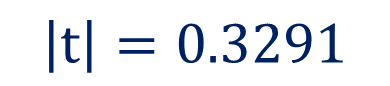 |t| = 0.3291